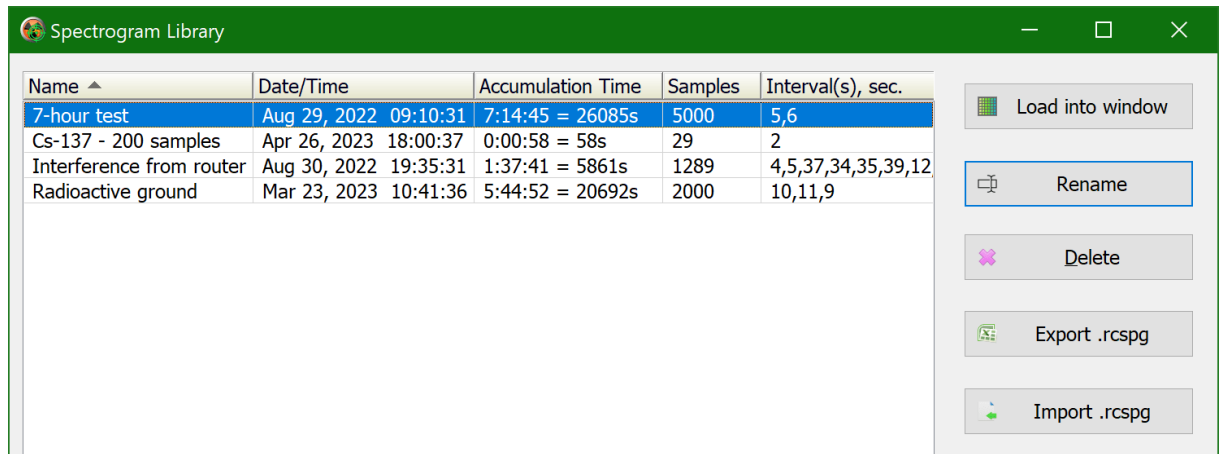 Spectrogram Library
Name Date/Time Accumulation Time Samples Interval(s), sec.
7-hour test Aug 29, 2022 09:10:31 7:14:45 = 26085s 5000 5,6
Cs-137 - 200 samples Apr 26, 2023 18:00:37 0:00:58 = 58s 29 2
Interference from router Aug 30, 2022 19:35:31 1:37:41 = 5861s 1289 4,5,37,34,35,39,12,
Radioactive ground Mar 23, 2023 10:41:36 5:44:52 = 20692s 2000 10,11,9
Load into window
Rename
Delete
Export .rcspg
Import .rcspg